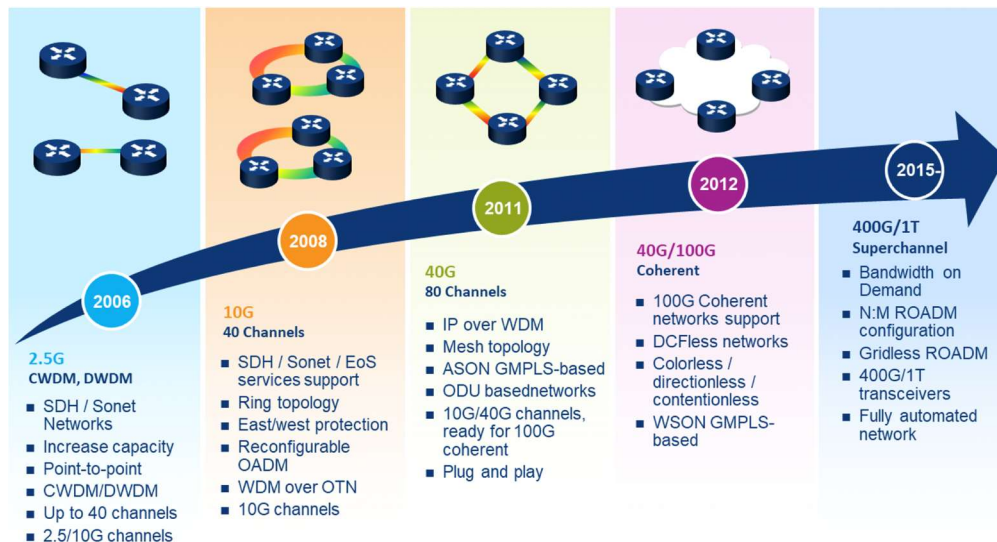 2006
2.5G
CWDM, DWDM
■ SDH / Sonet
Networks
■ Increase capacity
■ Point-to-point
■ CWDM/DWDM
■ Up to 40 channels
■ 2.5/10G channels
2008
10G
40 Channels
■ SDH / Sonet / EoS
services support
■ Ring topology
■ East/west protection
■ Reconfigurable
OADM
■ WDM over OTN
■ 10G channels
2011
40G
80 Channels
■ IP over WDM
■ Mesh topology
■ ASON GMPLS-based
■ ODU basednetworks
■ 10G/40G channels,
ready for 100G
coherent
■ Plug and play
2012
40G/100G
Coherent
■ 100G Coherent
networks support
■ DCFless networks
■ Colorless /
directionless /
contentionless
■ WSON GMPLS-
based
2015-
400G/1T
Superchannel
■ Bandwidth on
Demand
■ N:M ROADM
configuration
■ Gridless ROADM
■ 400G/1T
transceivers
■ Fully automated
network